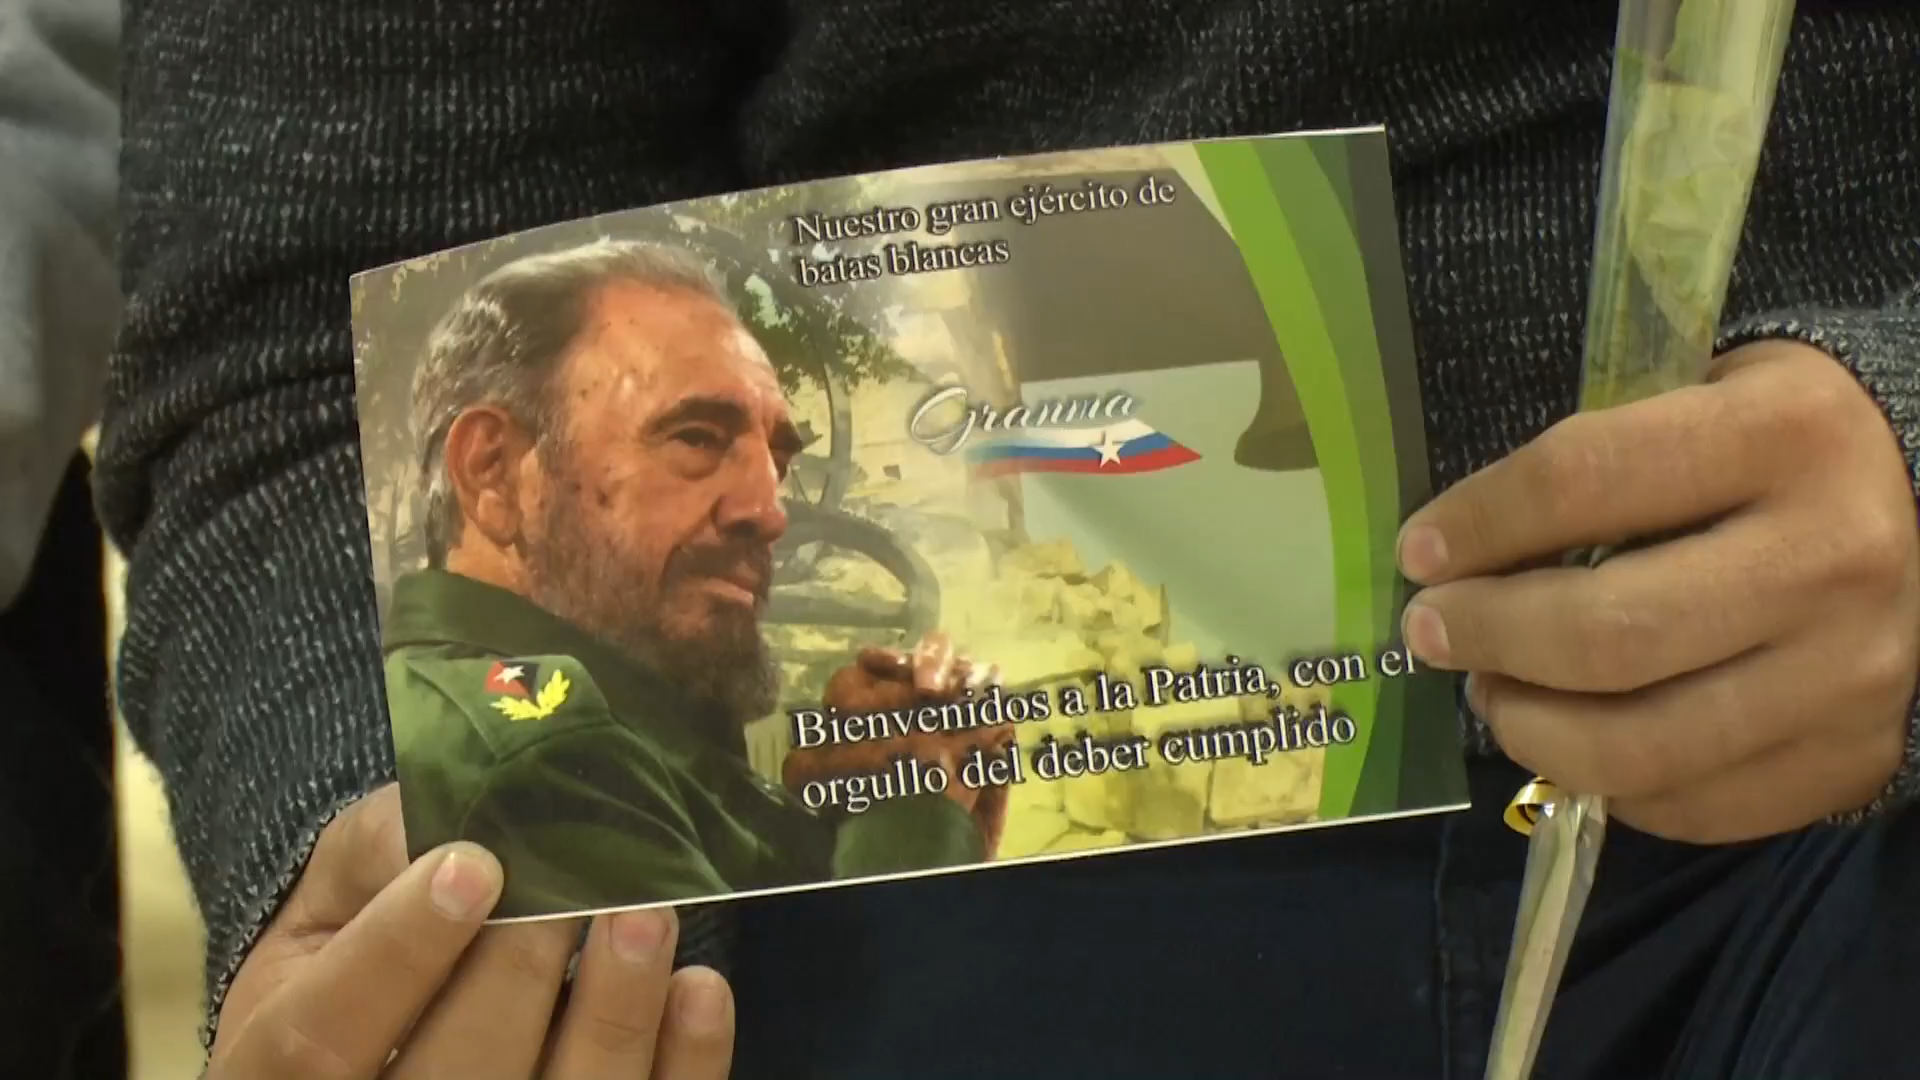 Nuestro gran ejército de
batas blancas
Granma
Bienvenidos a la Patria, con el
orgullo del deber cumplido